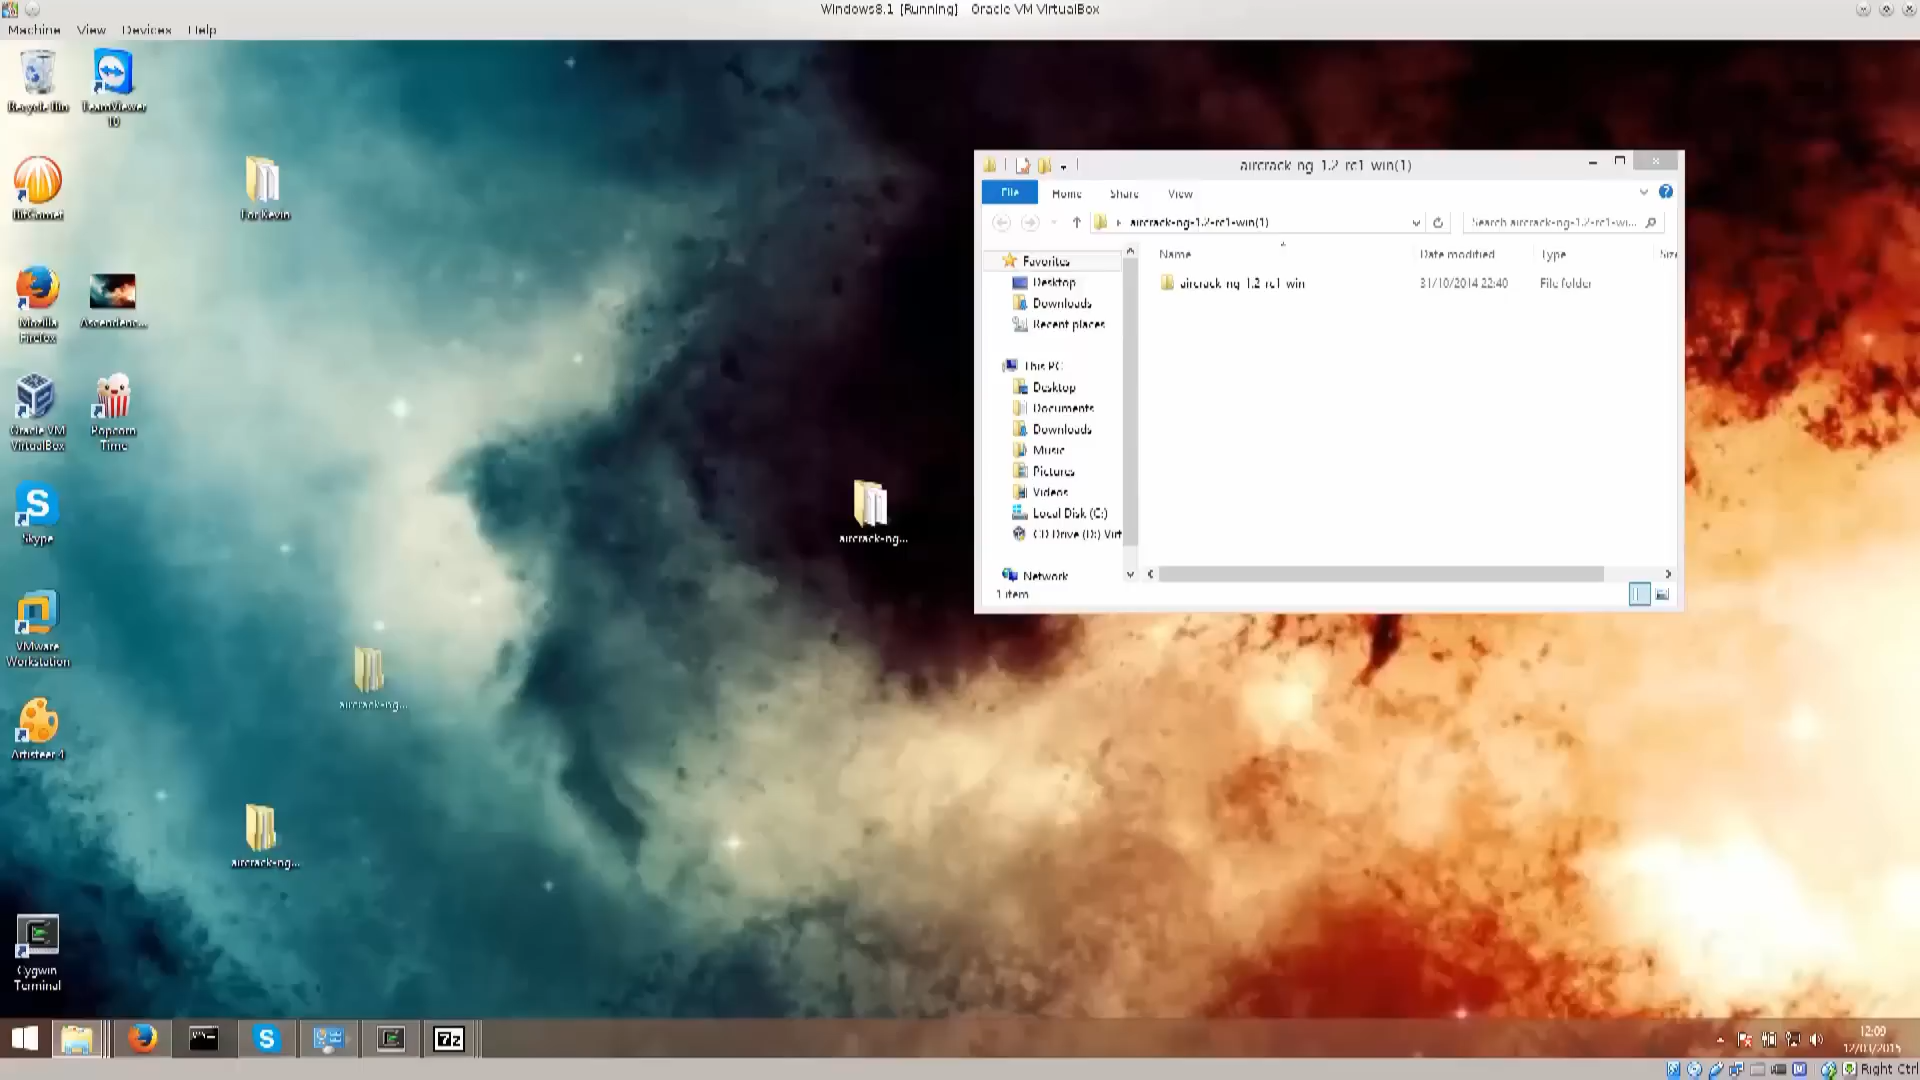 Windows8.1 [Running] - Oracle VM VirtualBox
Machine View Devices Help
Recycle Bin
TeamViewer
10
BitComet
For Kevin
Mozilla
Firefox
Ascendenc...
Oracle VM
VirtualBox
Popcorn
Time
Skype
VMware
Workstation
Artisteer 4
Cygwin
Terminal
aircrack-ng...
aircrack-ng...
aircrack-ng...
aircrack-ng-1.2-rc1-win(1)
File Home Share View
aircrack-ng-1.2-rc1-win(1)
Search aircrack-ng-1.2-rc1-wi...
Name Date modified Type Size
aircrack-ng-1.2-rc1-win 31/10/2014 22:40 File folder
Favorites
Desktop
Downloads
Recent places
This PC
Desktop
Documents
Downloads
Music
Pictures
Videos
Local Disk (C:)
CD Drive (D:) Virt
Network
1 item
7z
12:09
12/03/2015
Right Ctrl